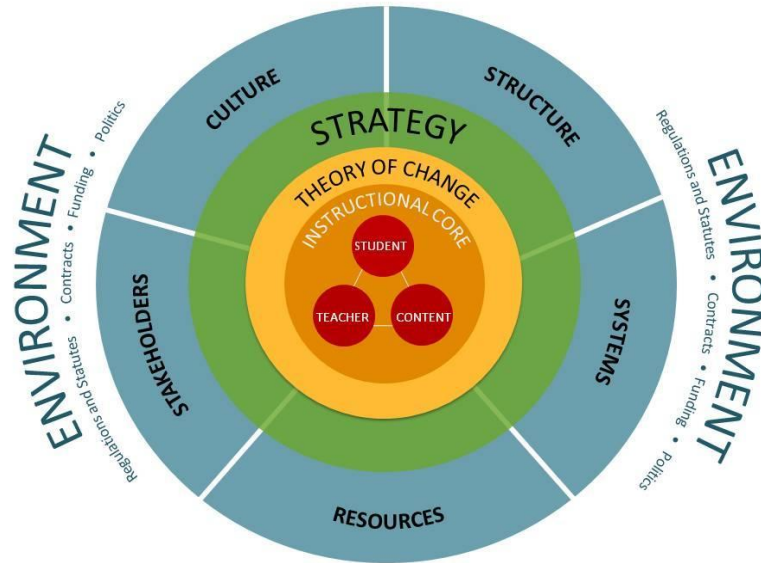 CULTURE
STRUCTURE
STRATEGY
THEORY OF CHANGE
INSTRUCTIONAL CORE
STUDENT
TEACHER
CONTENT
STAKEHOLDERS
SYSTEMS
RESOURCES
ENVIRONMENT
Regulations and Statutes • Contracts • Funding • Politics
ENVIRONMENT
Regulations and Statutes • Contracts • Funding • Politics